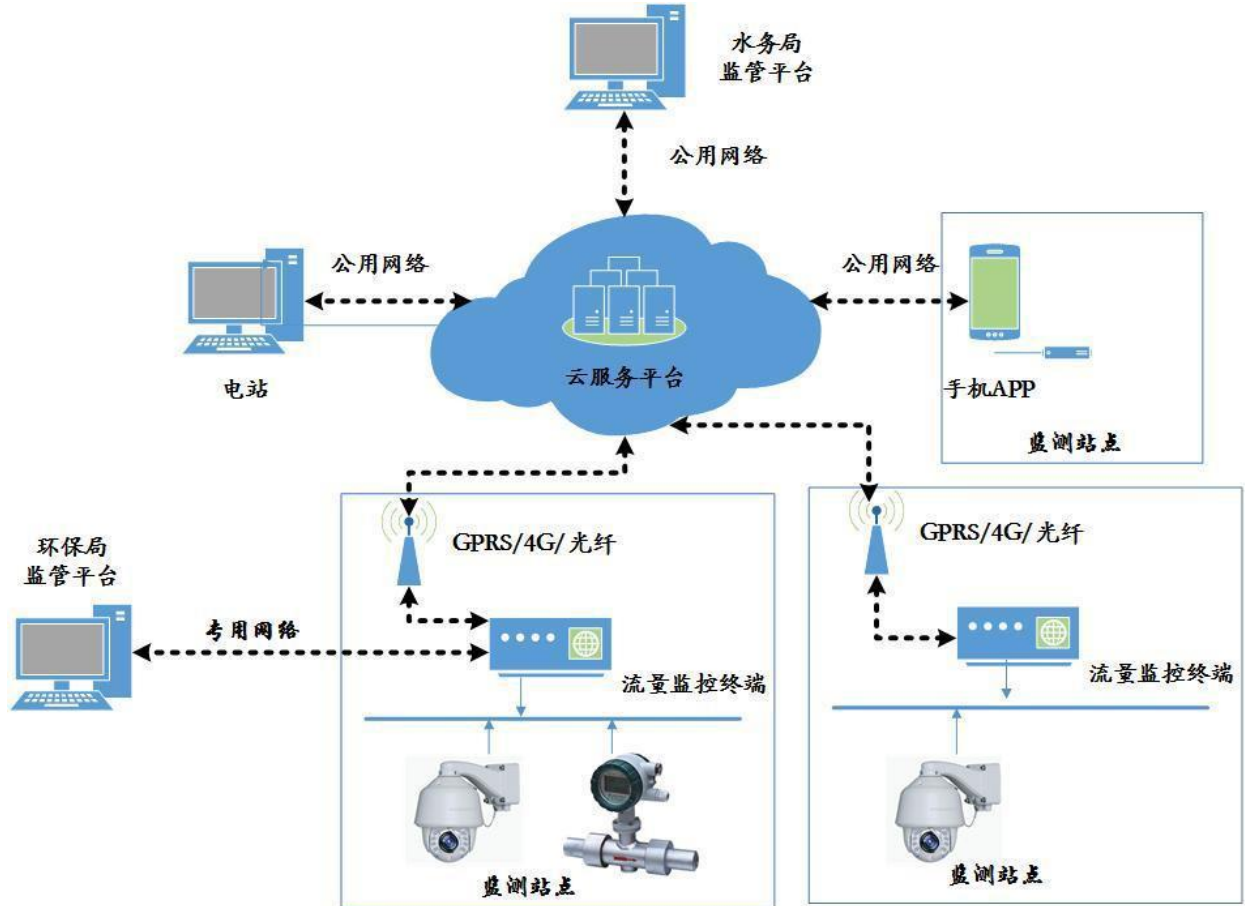 水务局
监管平台
公用网络
公用网络
公用网络
云服务平台
电站
手机APP
监测站点
GPRS/4G/光纤
GPRS/4G/光纤
环保局
监管平台
专用网络
流量监控终端
流量监控终端
监测站点
监测站点